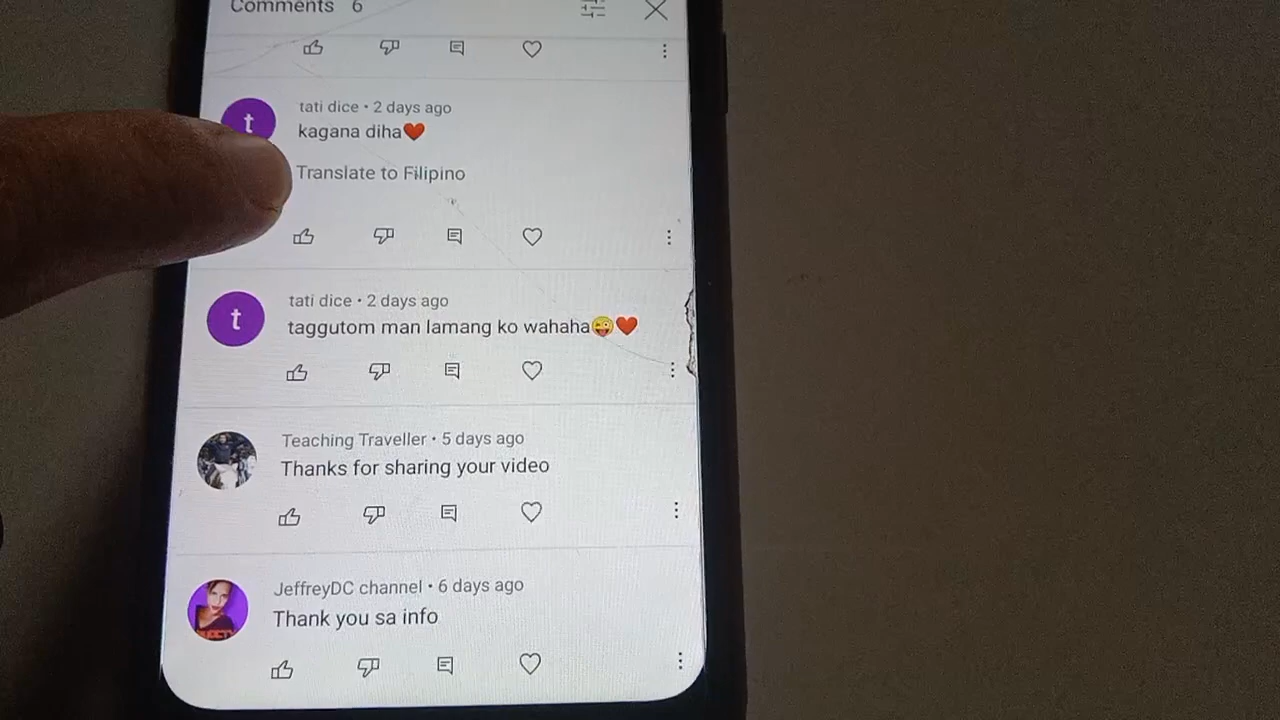 Comments 6
t
tati dice • 2 days ago
kagana diha❤️
Translate to Filipino
t
tati dice • 2 days ago
taggutom man lamang ko wahaha😜❤️
Teaching Traveller • 5 days ago
Thanks for sharing your video
JeffreyDC channel • 6 days ago
Thank you sa info